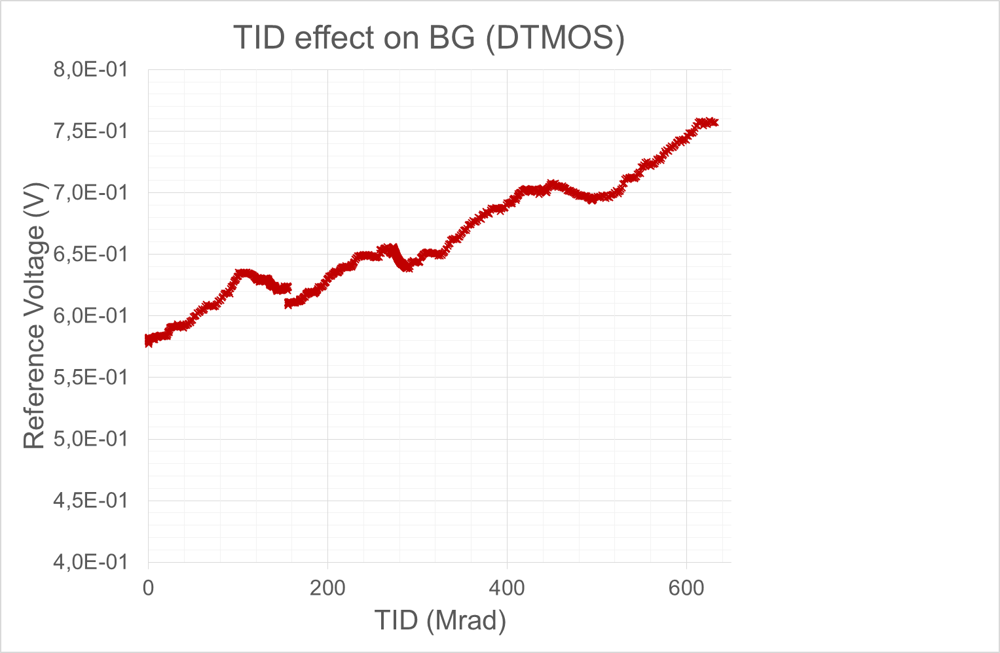 TID effect on BG (DTMOS)
8,0E-01
7,5E-01
7,0E-01
6,5E-01
6,0E-01
5,5E-01
5,0E-01
4,5E-01
4,0E-01
Reference Voltage (V)
0 200 400 600
TID (Mrad)